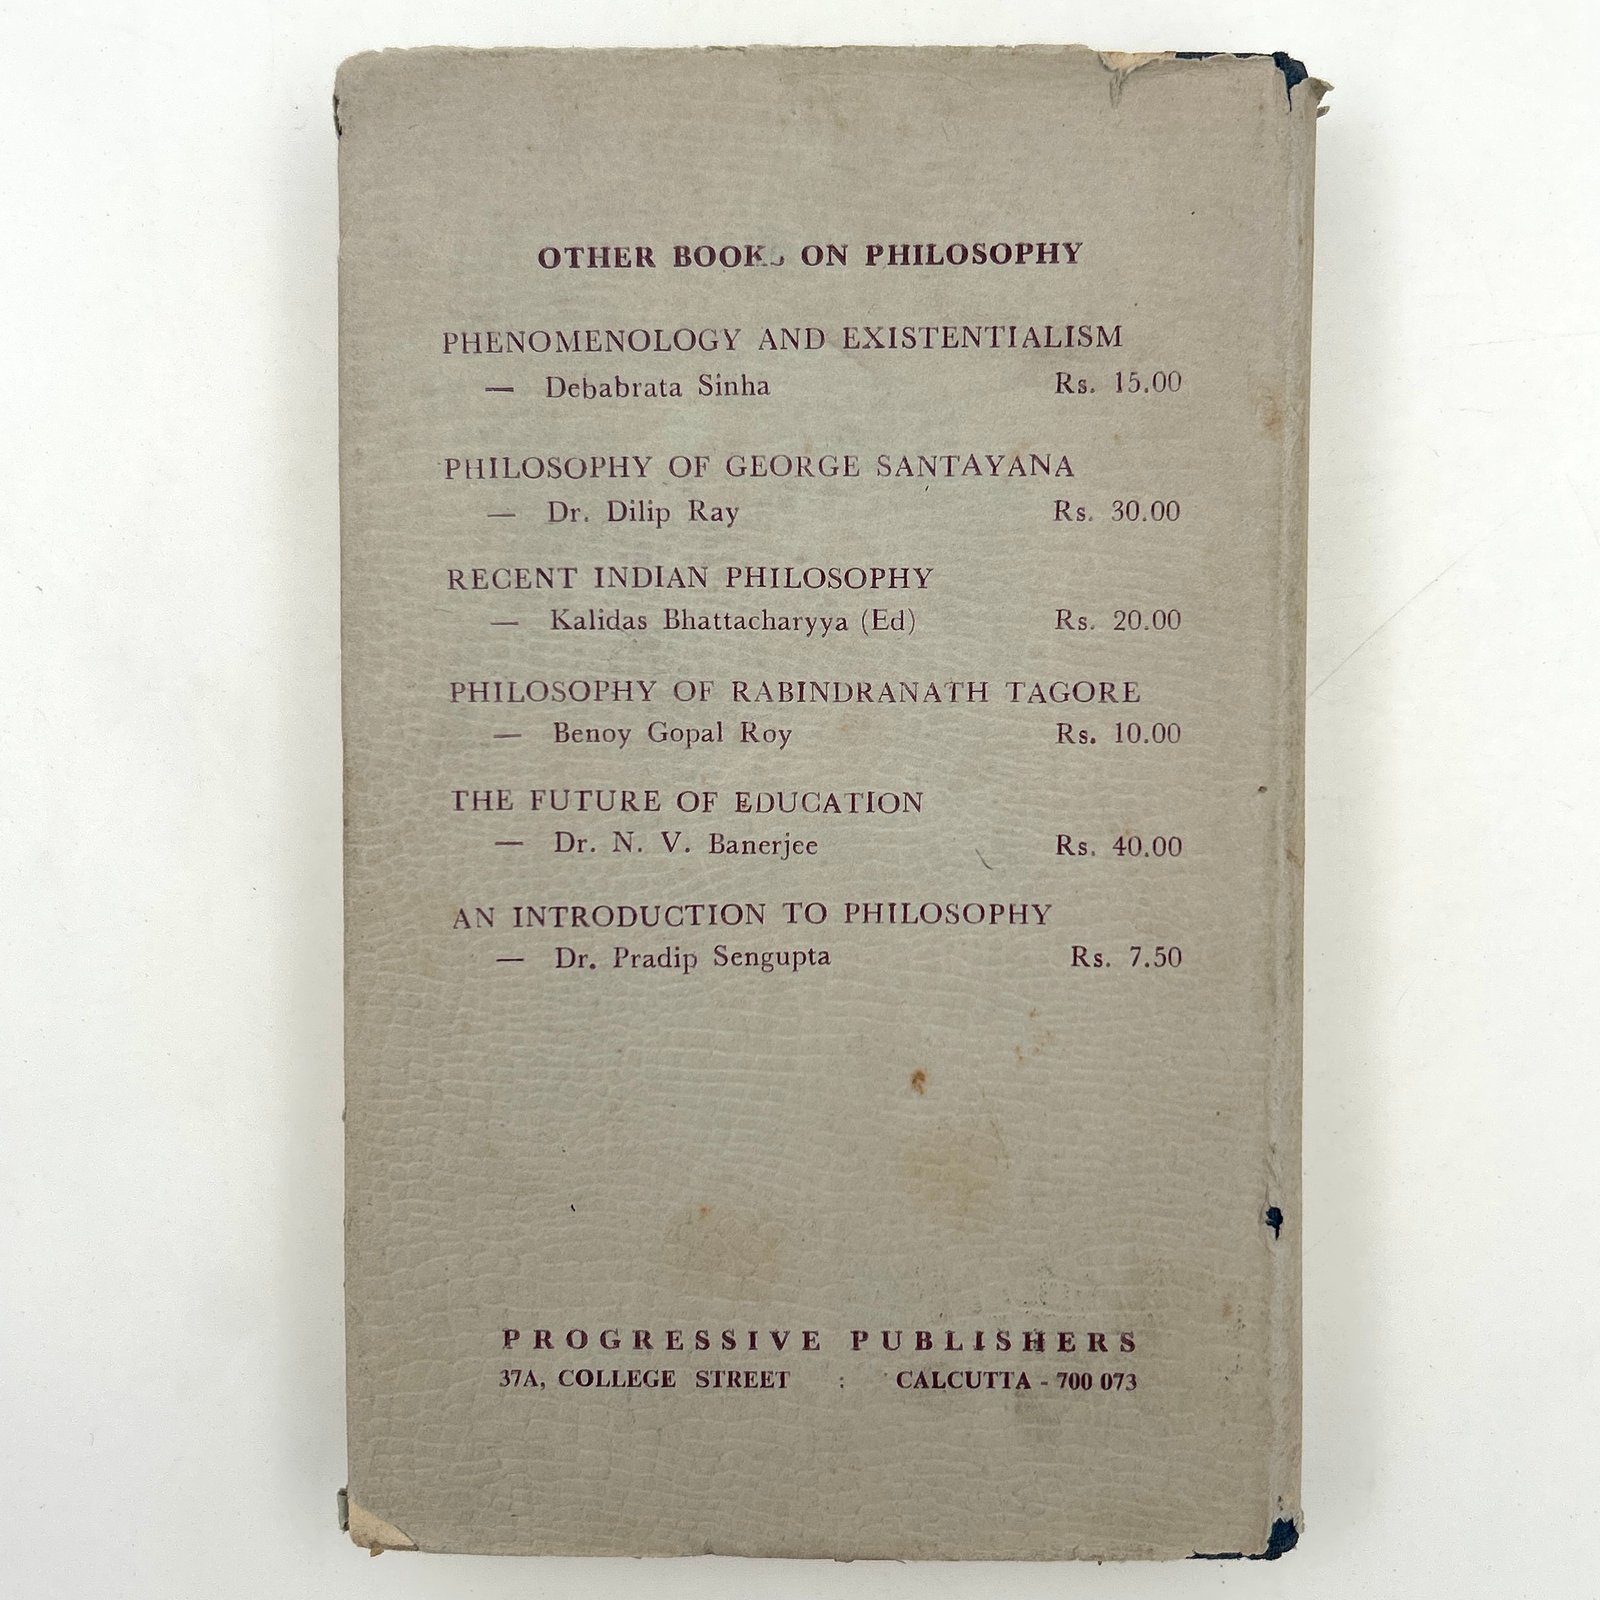 OTHER BOOKS ON PHILOSOPHY
PHENOMENOLOGY AND EXISTENTIALISM
— Debabrata Sinha Rs. 15.00
PHILOSOPHY OF GEORGE SANTAYANA
— Dr. Dilip Ray Rs. 30.00
RECENT INDIAN PHILOSOPHY
— Kalidas Bhattacharyya (Ed) Rs. 20.00
PHILOSOPHY OF RABINDRANATH TAGORE
— Benoy Gopal Roy Rs. 10.00
THE FUTURE OF EDUCATION
— Dr. N. V. Banerjee Rs. 40.00
AN INTRODUCTION TO PHILOSOPHY
— Dr. Pradip Sengupta Rs. 7.50
PROGRESSIVE PUBLISHERS
37A, COLLEGE STREET : CALCUTTA - 700 073